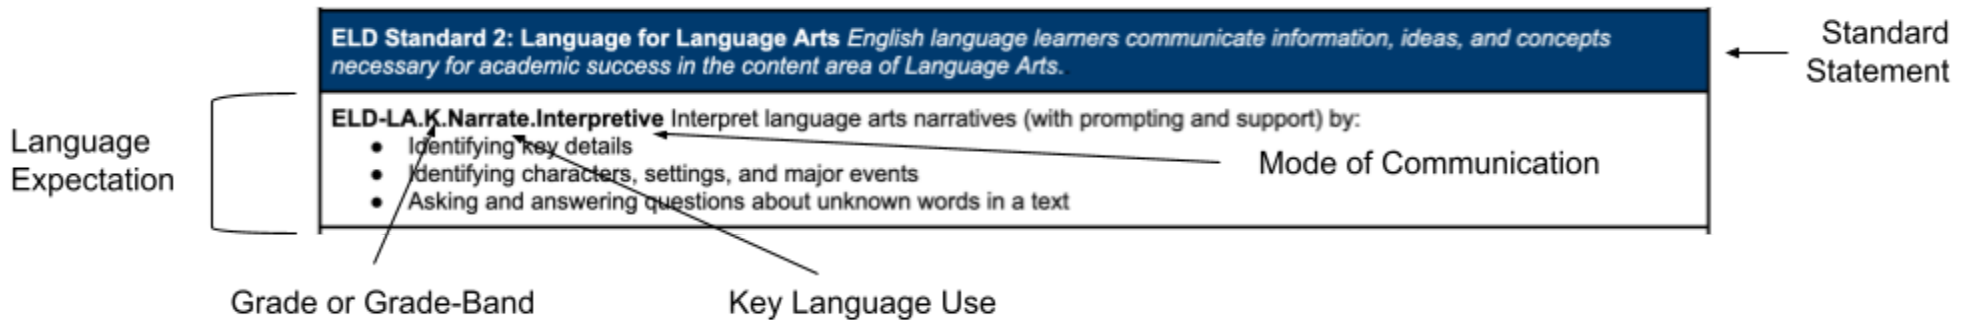 ELD Standard 2: Language for Language Arts English language learners communicate information, ideas, and concepts
necessary for academic success in the content area of Language Arts..
Standard
Statement
ELD-LA.K.Narrate.Interpretive Interpret language arts narratives (with prompting and support) by:
● Identifying key details
● Identifying characters, settings, and major events
● Asking and answering questions about unknown words in a text
Language
Expectation
Mode of Communication
Grade or Grade-Band
Key Language Use